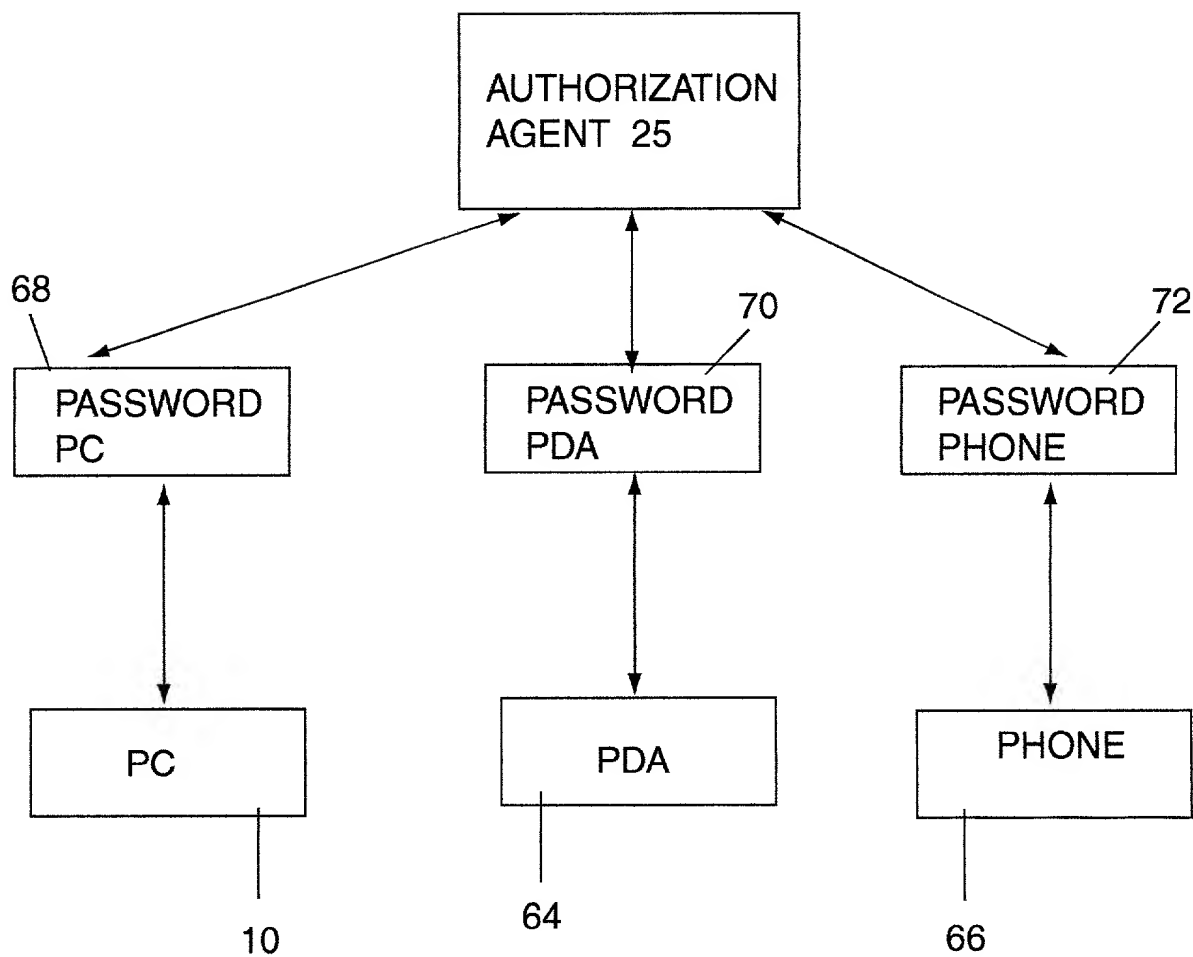 AUTHORIZATION
AGENT 25
68
70
72
PASSWORD
PC
PASSWORD
PDA
PASSWORD
PHONE
PC
PDA
PHONE
10
64
66